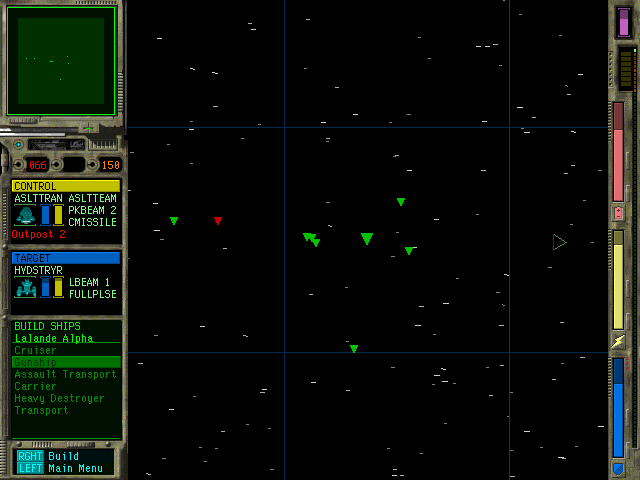 066 150
CONTROL
ASLTTRAN ASLTTEAM
PKBEAM 2
CMISSILE
Outpost 2
TARGET
HVDSTRYR
LBEAM 1
FULLPLSE
BUILD SHIPS
Lalande Alpha
Cruiser
Gunship
Assault Transport
Carrier
Heavy Destroyer
Transport
RGHT Build
LEFT Main Menu